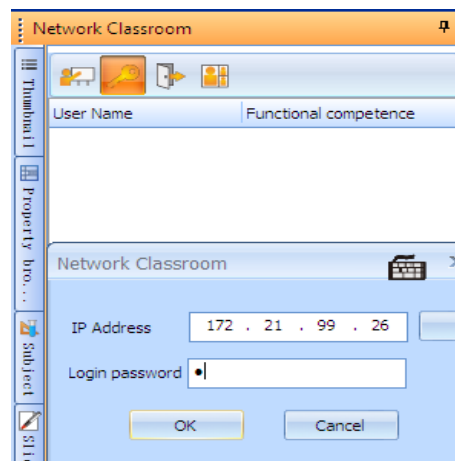 Network Classroom
Thumbnail
User Name Functional competence
Property bro...
Network Classroom
IP Address 172 . 21 . 99 . 26
Subject
Login password ●
OK Cancel